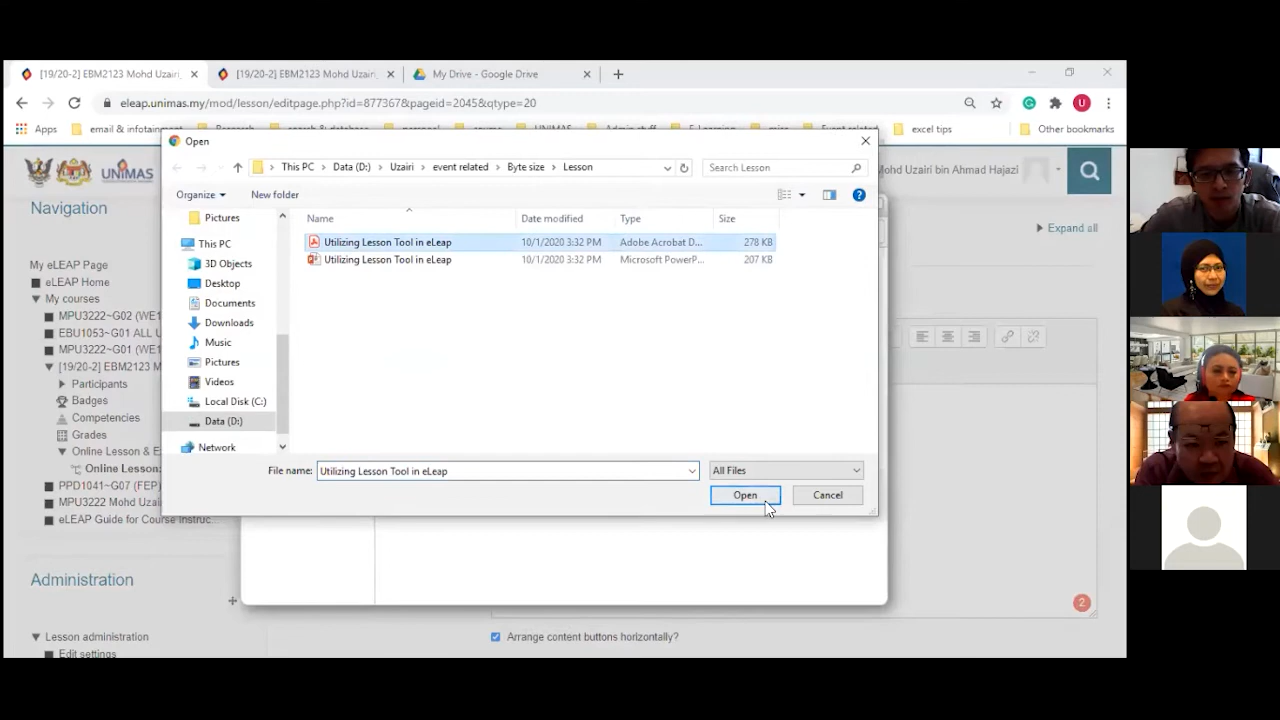 [19/20-2] EBM2123 Mohd Uzairi
[19/20-2] EBM2123 Mohd Uzairi
My Drive - Google Drive
eleap.unimas.my/mod/lesson/editpage.php?id=877367&pageid=2045&qtype=20
Apps
email & infotainment
excel tips
Other bookmarks
Open
This PC > Data (D:) > Uzairi > event related > Byte size > Lesson
Search Lesson
UNIMAS
Mohd Uzairi bin Ahmad Hajazi
Organize
New folder
Navigation
Expand all
Name
Date modified
Type
Size
Utilizing Lesson Tool in eLeap
10/1/2020 3:32 PM
Adobe Acrobat D...
278 KB
Utilizing Lesson Tool in eLeap
10/1/2020 3:32 PM
Microsoft PowerP...
207 KB
Pictures
This PC
3D Objects
Desktop
Documents
Downloads
Music
Pictures
Videos
Local Disk (C:)
Data (D:)
Network
My eLEAP Page
eLEAP Home
My courses
MPU3222~G02 (WE1
EBU1053~G01 ALL U
MPU3222~G01 (WE1
[19/20-2] EBM2123 M
Participants
Badges
Competencies
Grades
Online Lesson & E
Online Lesson:
PPD1041~G07 (FEP)
MPU3222 Mohd Uzai
eLEAP Guide for Course Instruc...
File name:
Utilizing Lesson Tool in eLeap
All Files
Open
Cancel
Administration
2
Lesson administration
Edit settings
Arrange content buttons horizontally?